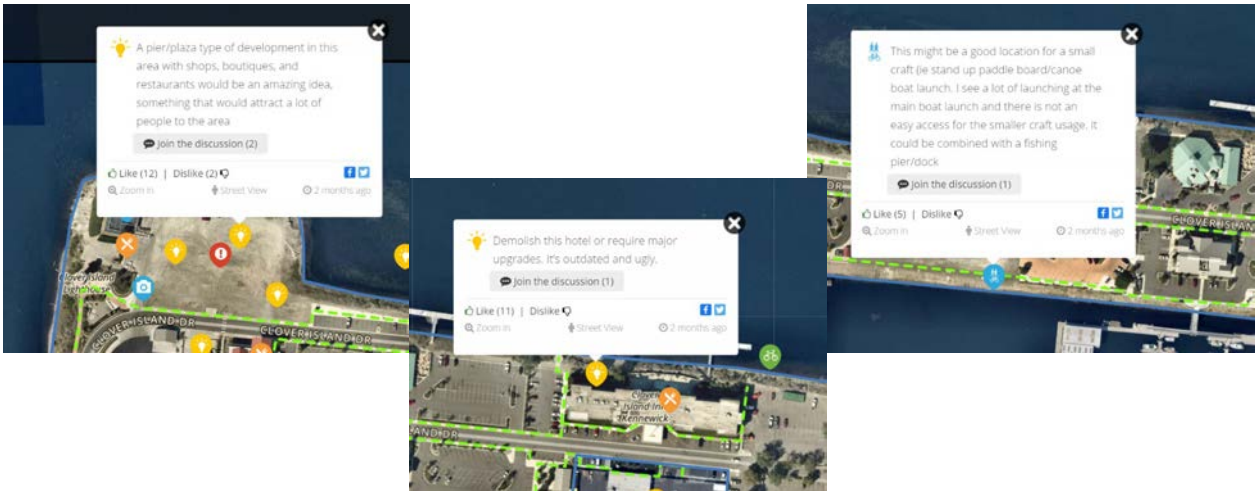 A pier/plaza type of development in this
area with shops, boutiques, and
restaurants would be an amazing idea,
something that would attract a lot of
people to the area
Join the discussion (2)
Like (12) | Dislike (2)
Zoom in Street View 2 months ago
Clover Island
Lighthouse
CLOVER ISLAND DR
CLOVER ISLAND DR
Demolish this hotel or require major
upgrades. It's outdated and ugly.
Join the discussion (1)
Like (11) | Dislike
Zoom in Street View 2 months ago
Clover
Island Inn
Kennewick
AND DR
This might be a good location for a small
craft (ie stand up paddle board/canoe
boat launch. I see a lot of launching at the
main boat launch and there is not an
easy access for the smaller craft usage. It
could be combined with a fishing
pier/dock
Join the discussion (1)
Like (5) | Dislike
Zoom in Street View 2 months ago
CLOVER ISLAN